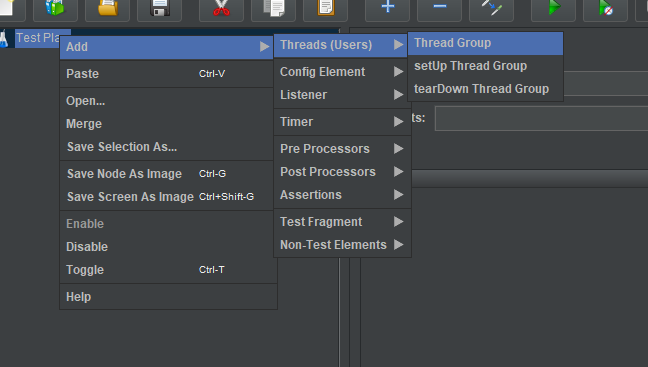 Test Pla
Add
Paste Ctrl-V
Open...
Merge
Save Selection As...
Save Node As Image Ctrl-G
Save Screen As Image Ctrl+Shift-G
Enable
Disable
Toggle Ctrl-T
Help
Threads (Users)
Config Element
Listener
Timer
Pre Processors
Post Processors
Assertions
Test Fragment
Non-Test Elements
Thread Group
setUp Thread Group
tearDown Thread Group
ts: